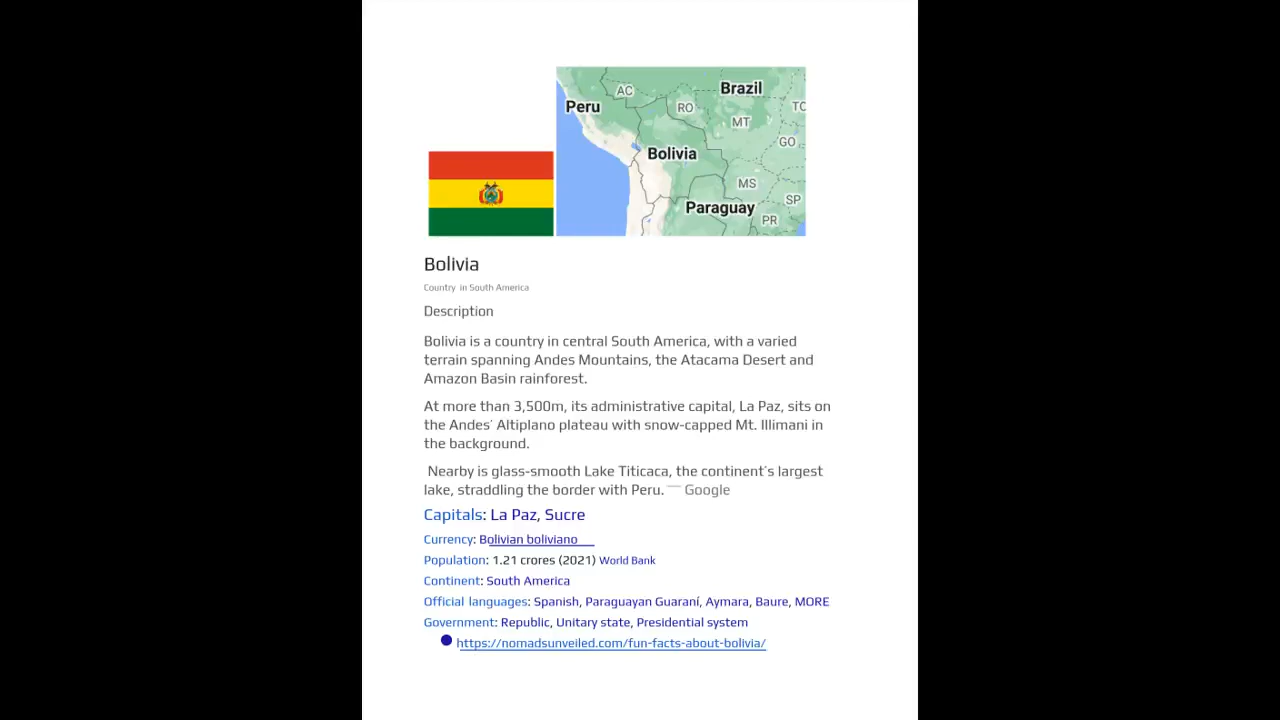 Brazil
AC
Peru
RO
TO
MT
GO
Bolivia
MS
SP
Paraguay
PR
Bolivia
Country in South America
Description
Bolivia is a country in central South America, with a varied
terrain spanning Andes Mountains, the Atacama Desert and
Amazon Basin rainforest.
At more than 3,500m, its administrative capital, La Paz, sits on
the Andes' Altiplano plateau with snow-capped Mt. Illimani in
the background.
Nearby is glass-smooth Lake Titicaca, the continent's largest
lake, straddling the border with Peru. — Google
Capitals: La Paz, Sucre
Currency: Bolivian boliviano
Population: 1.21 crores (2021) World Bank
Continent: South America
Official languages: Spanish, Paraguayan Guaraní, Aymara, Baure, MORE
Government: Republic, Unitary state, Presidential system
https://nomadsunveiled.com/fun-facts-about-bolivia/